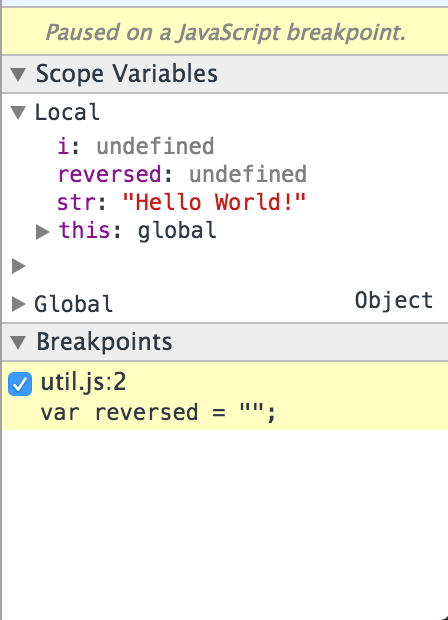 Paused on a JavaScript breakpoint.
Scope Variables
Local
i: undefined
reversed: undefined
str: "Hello World!"
this: global
Global Object
Breakpoints
util.js:2
var reversed = "";